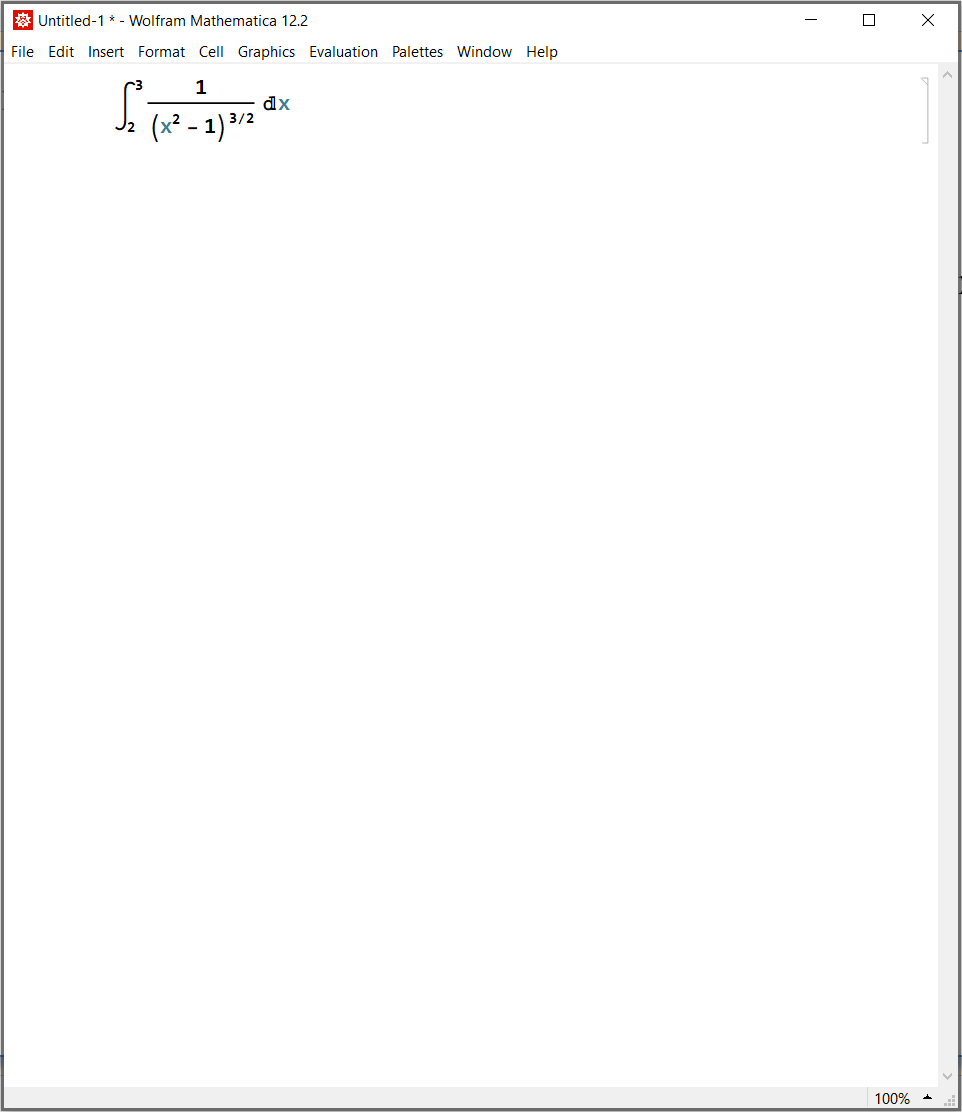 Untitled-1 * - Wolfram Mathematica 12.2
File Edit Insert Format Cell Graphics Evaluation Palettes Window Help
∫₂³ 1/(x² - 1)^(3/2) ⅆx
100%